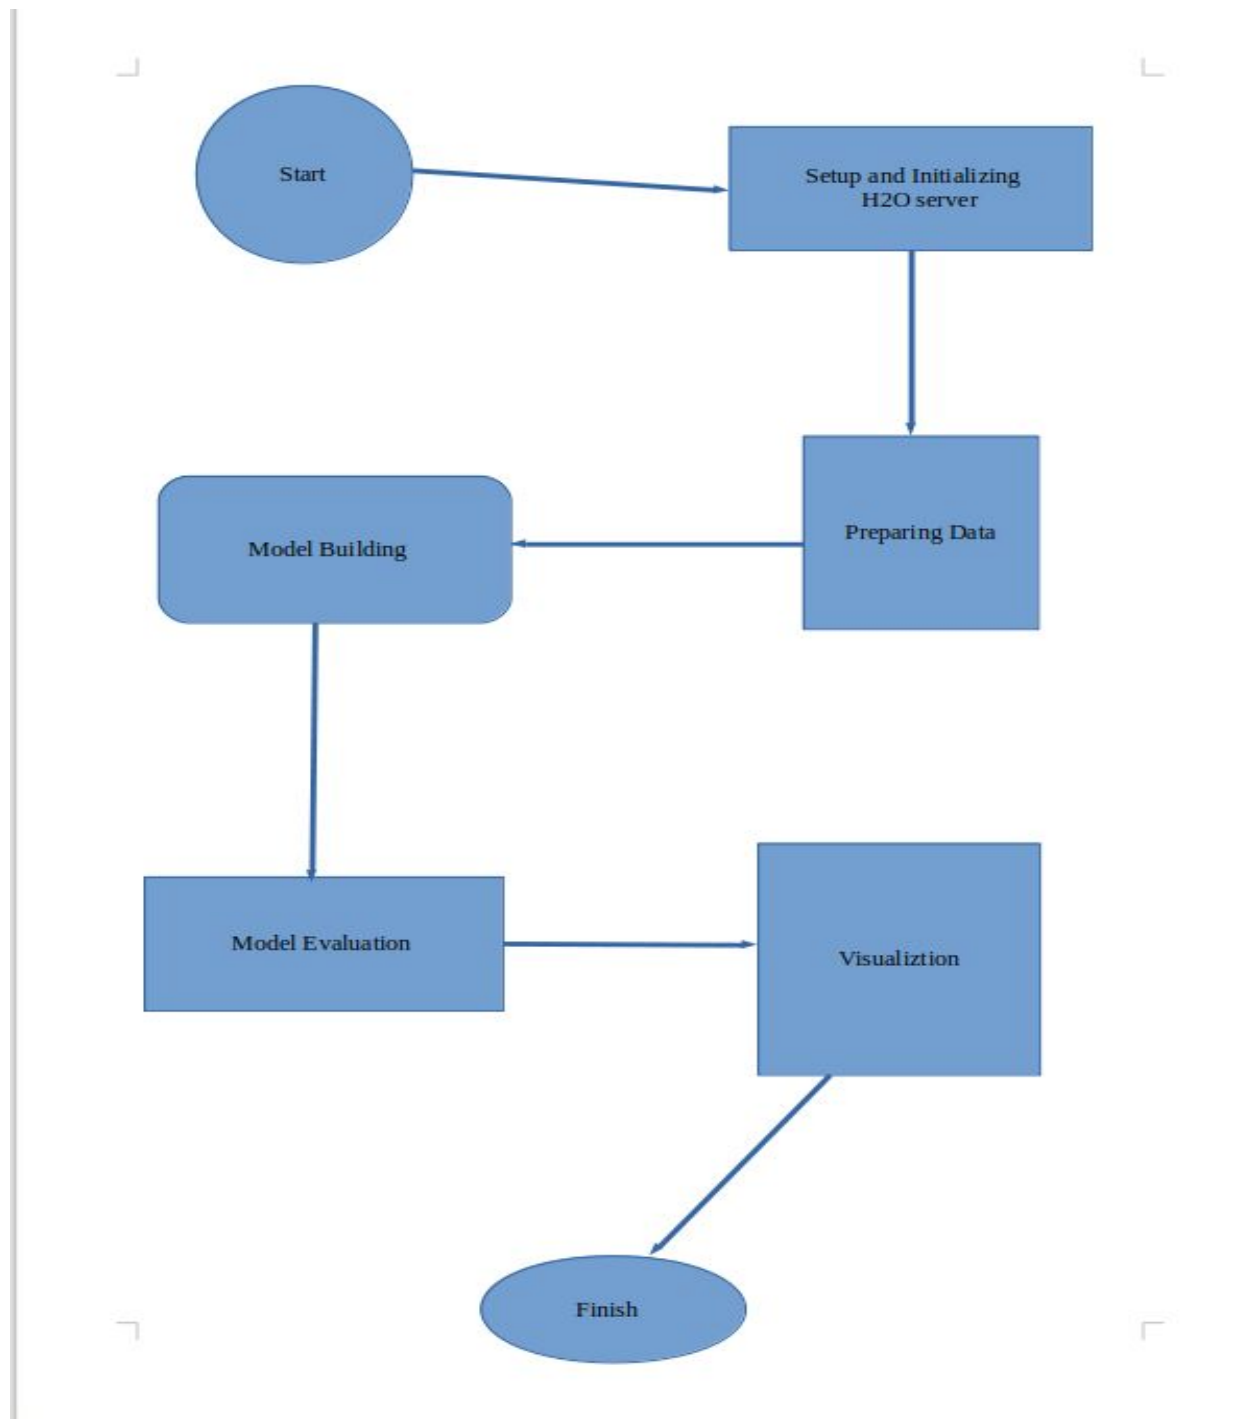 Start
Setup and Initializing
H2O server
Preparing Data
Model Building
Model Evaluation
Visualiztion
Finish